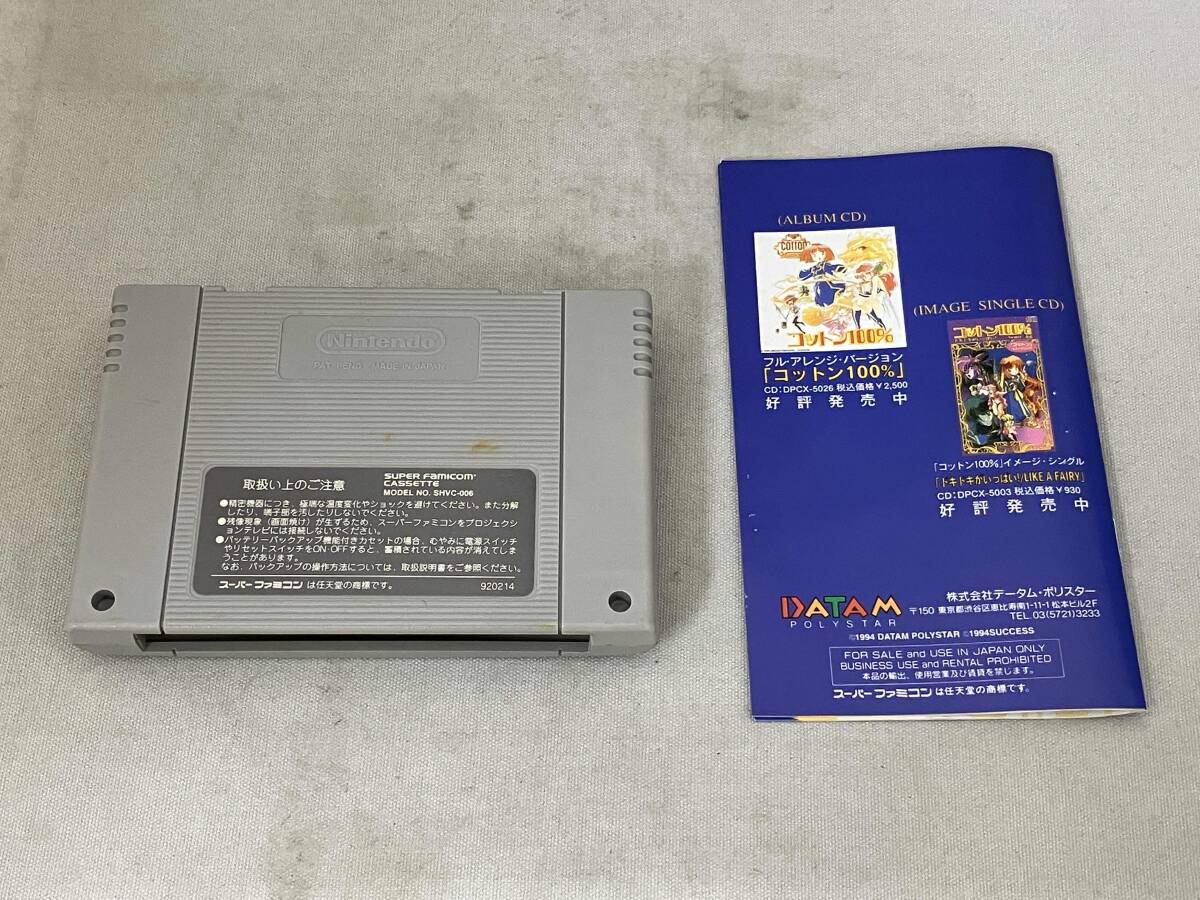 Nintendo
PAT. PEND. MADE IN JAPAN
取扱い上のご注意
SUPER FAMICOM
CASSETTE
MODEL NO. SHVC-006
●精密機器につき、極端な温度変化やショックを避けてください。また分解
したり、端子部を汚したりしないでください。
●残像現象（画面焼け）が生ずるため、スーパーファミコンをプロジェクシ
ョンテレビには接続しないでください。
●バッテリーバックアップ機能付きカセットの場合、むやみに電源スイッチ
やリセットスイッチをON・OFFすると、蓄積されている内容が消えてしま
うことがあります。
なお、バックアップの操作方法については、取扱説明書をご参照ください。
スーパーファミコン は任天堂の商標です。
920214
(ALBUM CD)
COTTON
コットン100%
フル・アレンジ・バージョン
「コットン100%」
CD:DPCX-5026 税込価格￥2,500
好評発売中
(IMAGE SINGLE CD)
コットン100%
「コットン100%」イメージ・シングル
「ドキドキがいっぱい!/LIKE A FAIRY」
CD:DPCX-5003 税込価格￥930
好評発売中
DATAM
POLYSTAR
株式会社データム・ポリスター
〒150 東京都渋谷区恵比寿南1-11-1 松本ビル2F
TEL.03(5721)3233
©1994 DATAM POLYSTAR ©1994SUCCESS
FOR SALE and USE IN JAPAN ONLY
BUSINESS USE and RENTAL PROHIBITED
本品の輸出、使用営業及び賃貸を禁じます。
スーパーファミコン は任天堂の商標です。